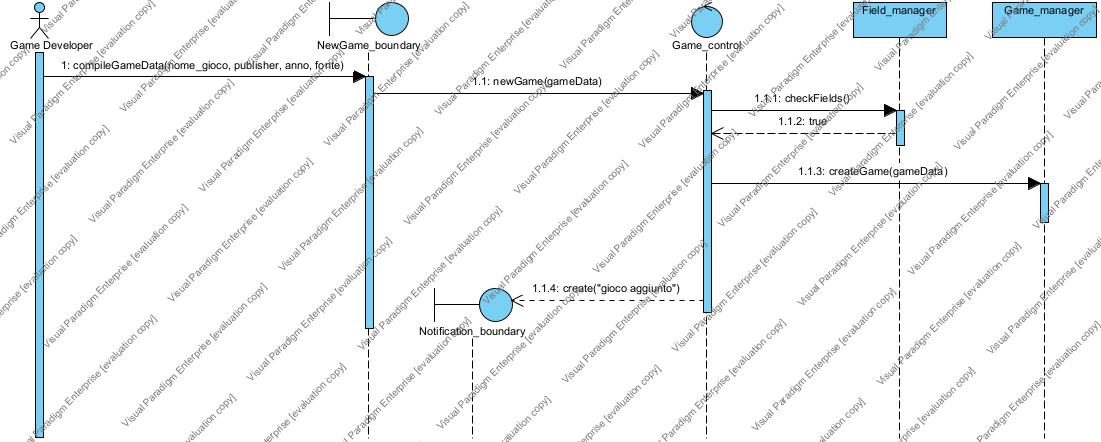 Field_manager
Game_manager
Game Developer
NewGame_boundary
Game_control
1: compileGameData(nome_gioco, publisher, anno, fonte)
1.1: newGame(gameData)
1.1.1: checkFields()
1.1.2: true
1.1.3: createGame(gameData)
1.1.4: create("gioco aggiunto")
Notification_boundary
Visual Paradigm Enterprise [evaluation copy]